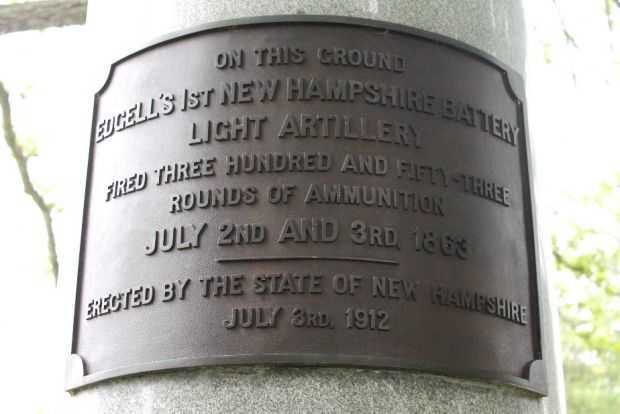 ON THIS GROUND
EDGELL'S 1ST NEW HAMPSHIRE BATTERY
LIGHT ARTILLERY
FIRED THREE HUNDRED AND FIFTY-THREE
ROUNDS OF AMMUNITION
JULY 2ND AND 3RD, 1863
ERECTED BY THE STATE OF NEW HAMPSHIRE
JULY 3RD, 1912